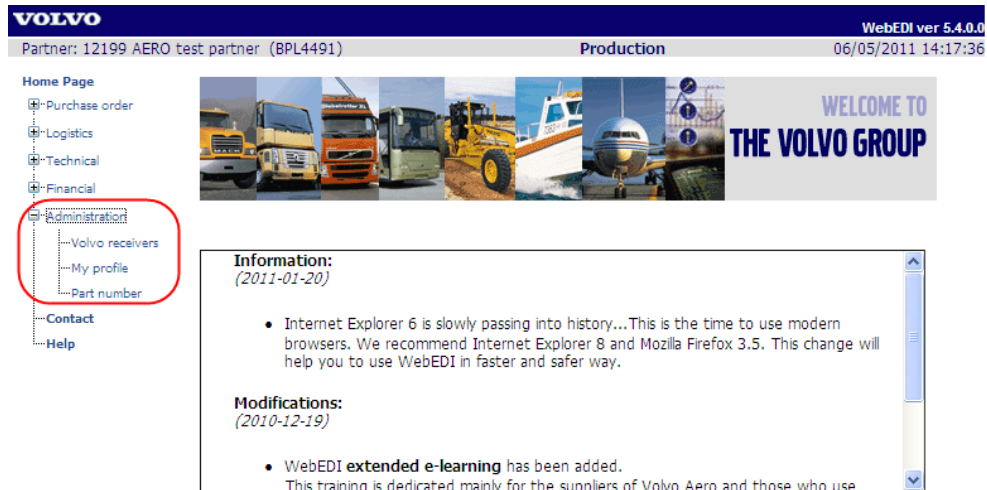 VOLVO
WebEDI ver 5.4.0.0
Partner: 12199 AERO test partner (BPL4491) Production 06/05/2011 14:17:36
Home Page
Purchase order
Logistics
Technical
Financial
Administration
Volvo receivers
My profile
Part number
Contact
Help
WELCOME TO
THE VOLVO GROUP
Information:
(2011-01-20)
• Internet Explorer 6 is slowly passing into history...This is the time to use modern
browsers. We recommend Internet Explorer 8 and Mozilla Firefox 3.5. This change will
help you to use WebEDI in faster and safer way.
Modifications:
(2010-12-19)
• WebEDI extended e-learning has been added.
This training is dedicated mainly for the suppliers of Volvo Aero and those who use